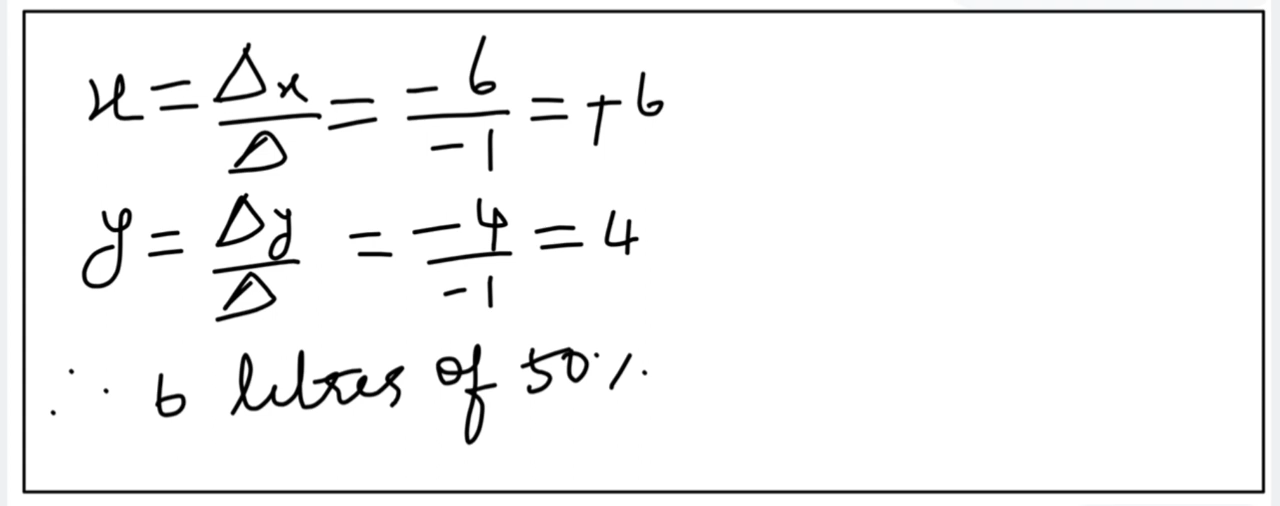 x = Δx/Δ = -6/-1 = +6
y = Δy/Δ = -4/-1 = 4
∴ 6 litres of 50%.